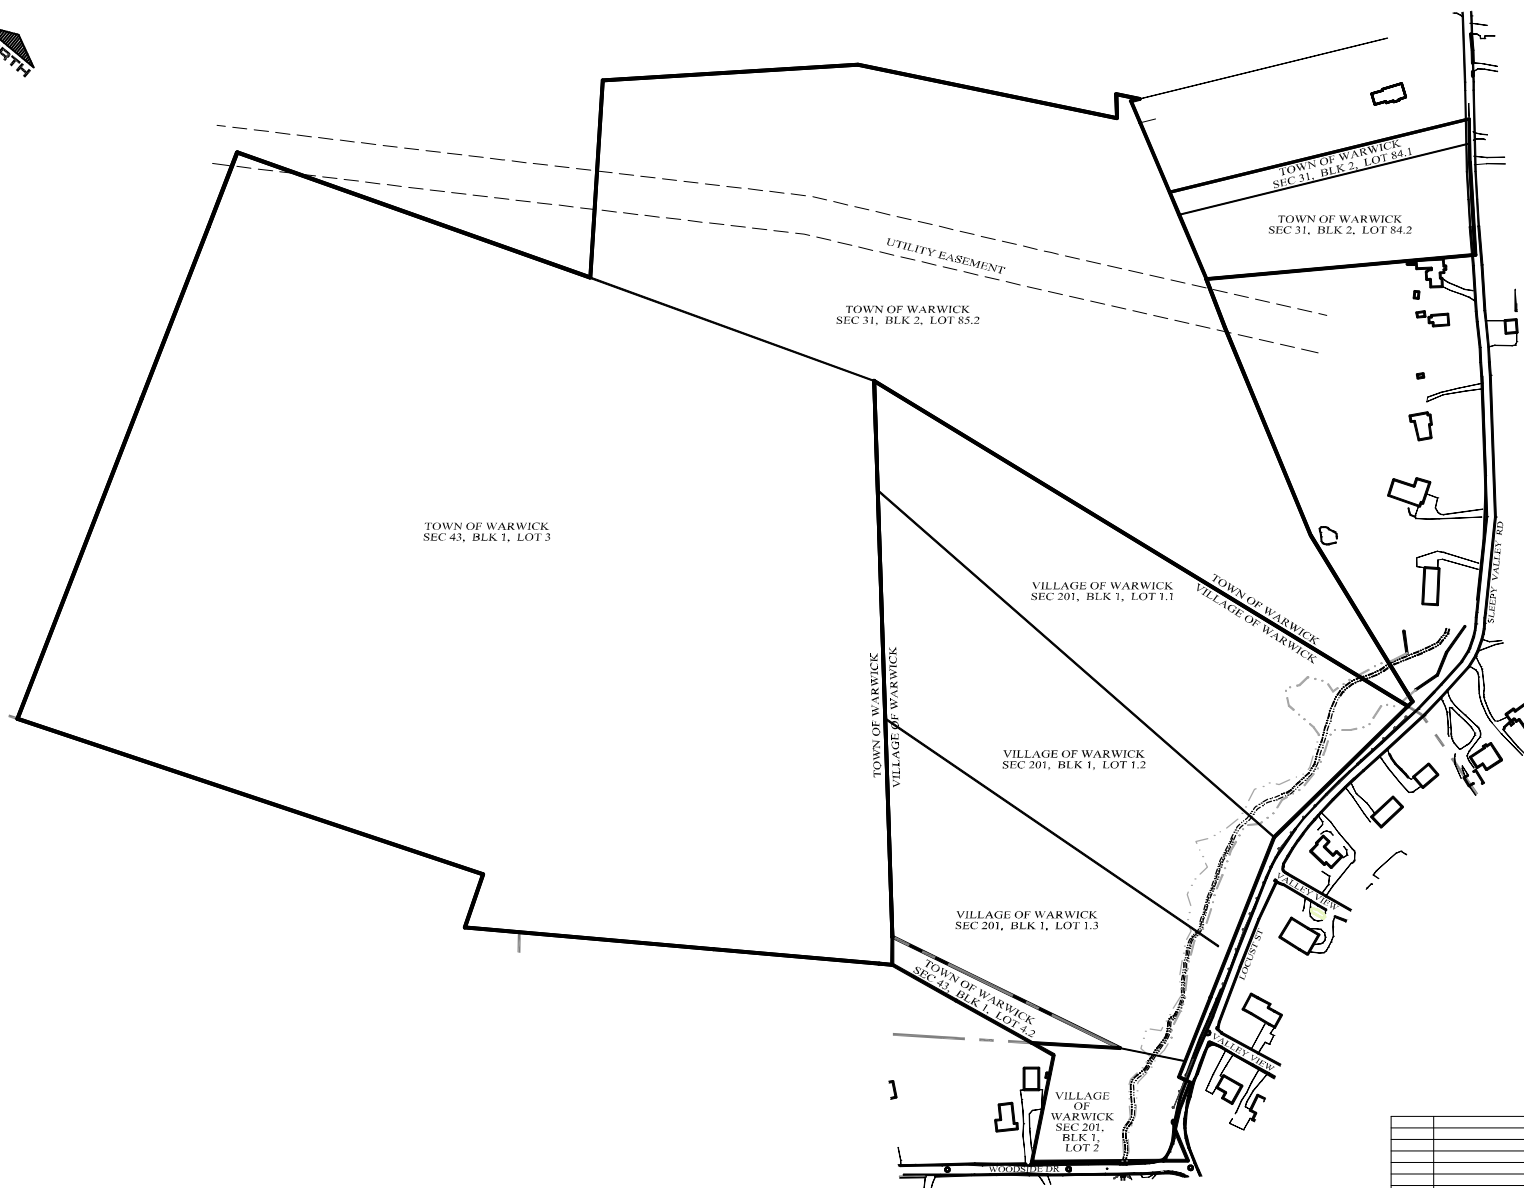 RTH
TOWN OF WARWICK
SEC 31, BLK 2, LOT 84.1
TOWN OF WARWICK
SEC 31, BLK 2, LOT 84.2
UTILITY EASEMENT
TOWN OF WARWICK
SEC 31, BLK 2, LOT 85.2
TOWN OF WARWICK
SEC 43, BLK 1, LOT 3
SLEEPY VALLEY RD
VILLAGE OF WARWICK
SEC 201, BLK 1, LOT 1.1
TOWN OF WARWICK
VILLAGE OF WARWICK
TOWN OF WARWICK
VILLAGE OF WARWICK
VILLAGE OF WARWICK
SEC 201, BLK 1, LOT 1.2
VALLEY VIEW
VILLAGE OF WARWICK
SEC 201, BLK 1, LOT 1.3
LOCUST ST
TOWN OF WARWICK
SEC 43, BLK 1, LOT 4.2
VALLEY VIEW
VILLAGE
OF
WARWICK
SEC 201,
BLK 1,
LOT 2
WOODSIDE DR